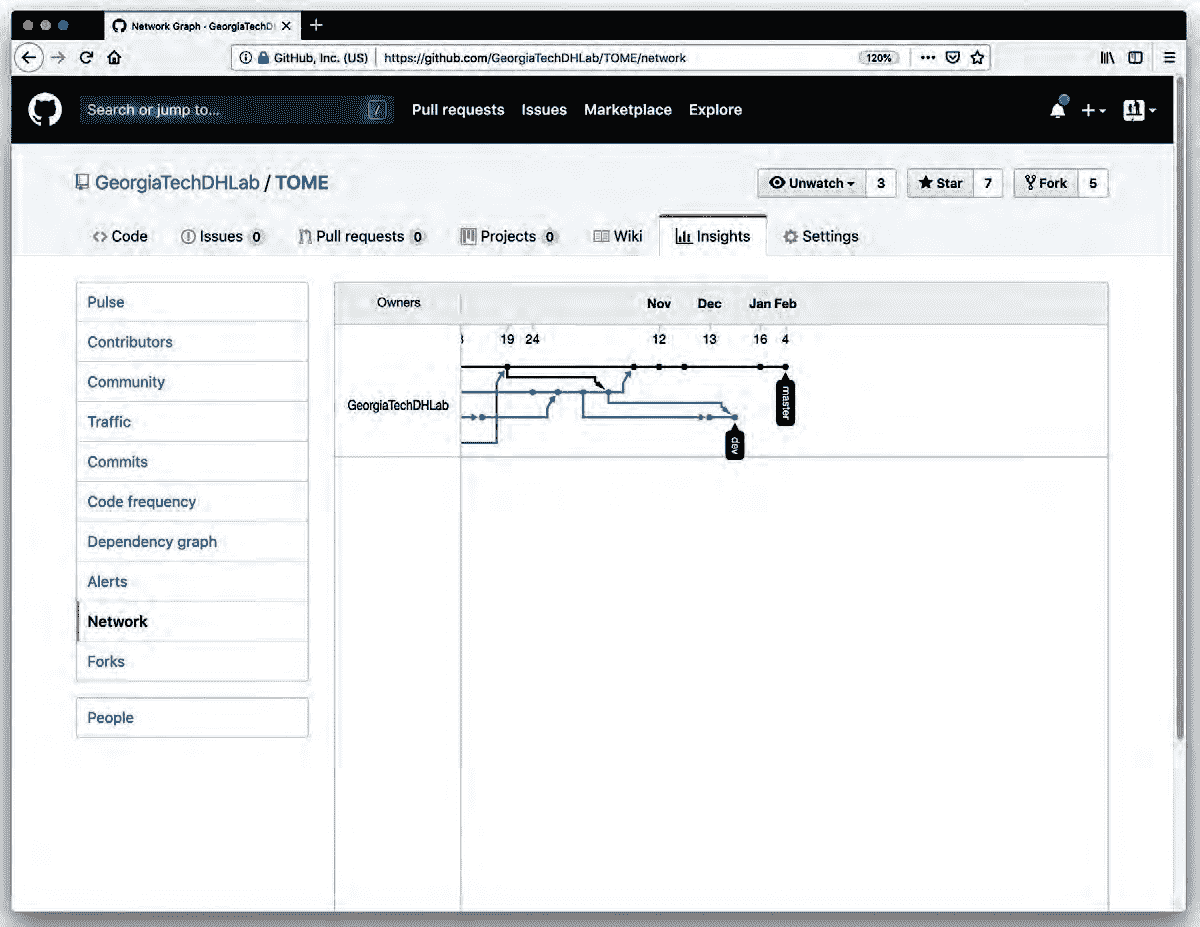 Network Graph - GeorgiaTechD
GitHub, Inc. (US) https://github.com/GeorgiaTechDHLab/TOME/network 120%
Search or jump to... / Pull requests Issues Marketplace Explore
GeorgiaTechDHLab / TOME Unwatch 3 Star 7 Fork 5
Code Issues 0 Pull requests 0 Projects 0 Wiki Insights Settings
Pulse
Contributors
Community
Traffic
Commits
Code frequency
Dependency graph
Alerts
Network
Forks
People
Owners Nov Dec Jan Feb
19 24 12 13 16 4
GeorgiaTechDHLab
master
dev